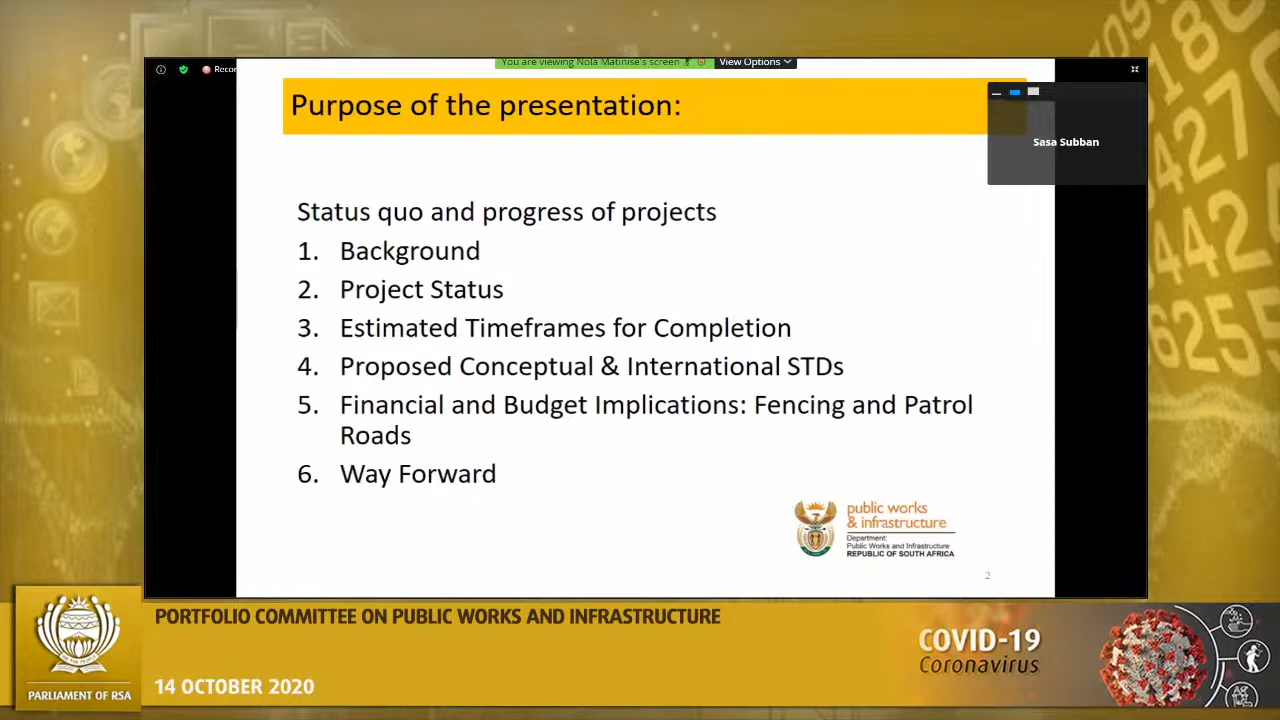 Recor
You are viewing Nola Matinise's screen
View Options
Purpose of the presentation:
Sasa Subban
Status quo and progress of projects
1. Background
2. Project Status
3. Estimated Timeframes for Completion
4. Proposed Conceptual & International STDs
5. Financial and Budget Implications: Fencing and Patrol
Roads
6. Way Forward
public works
& infrastructure
Department:
Public Works and Infrastructure
REPUBLIC OF SOUTH AFRICA
2
PORTFOLIO COMMITTEE ON PUBLIC WORKS AND INFRASTRUCTURE
14 OCTOBER 2020
PARLIAMENT OF RSA
COVID-19
Coronavirus